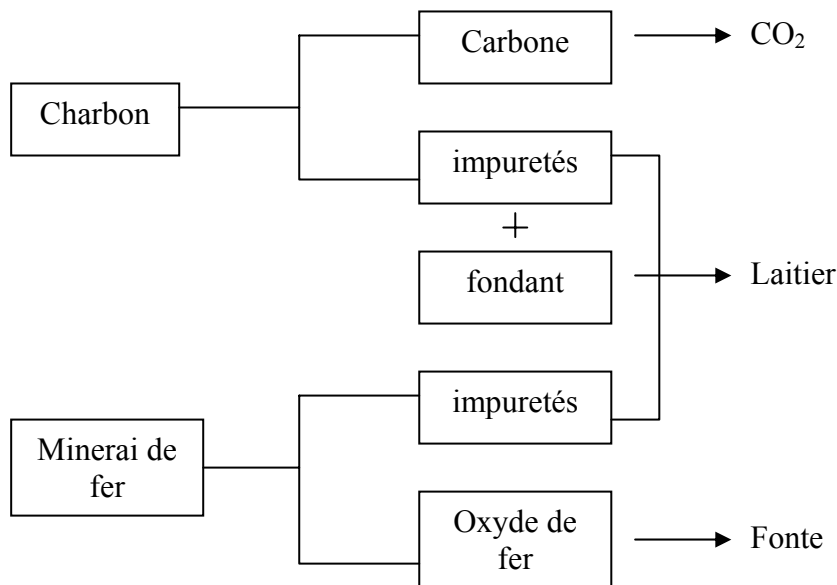 Carbone
CO₂
Charbon
impuretés
+
fondant
Laitier
impuretés
Minerai de
fer
Oxyde de
fer
Fonte